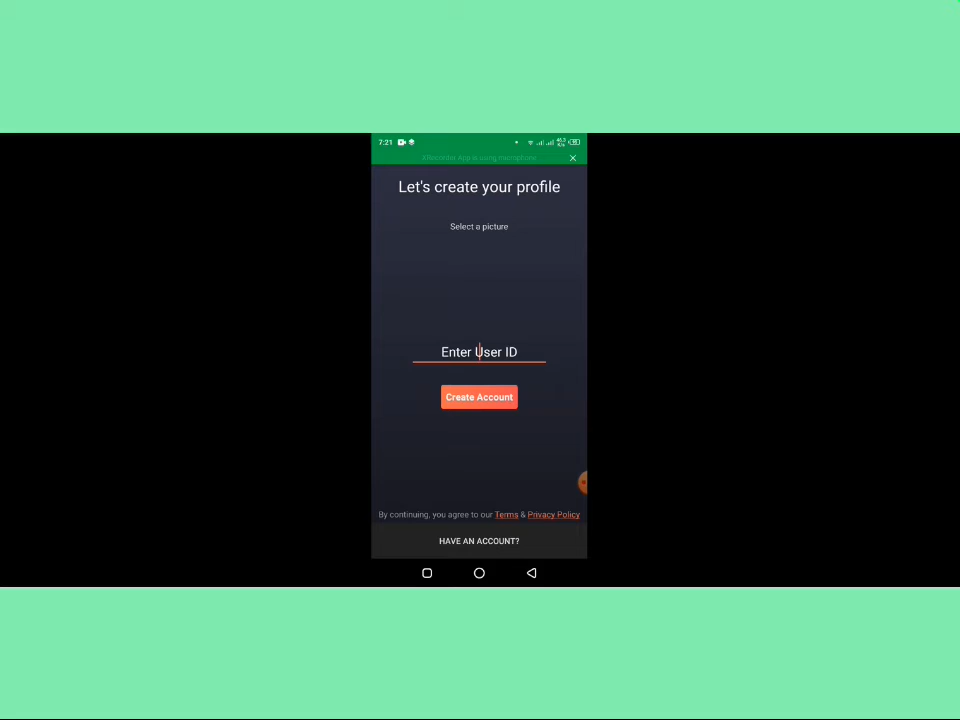 7:21
XRecorder App is using microphone
Let's create your profile
Select a picture
Enter User ID
Create Account
By continuing, you agree to our Terms & Privacy Policy
HAVE AN ACCOUNT?